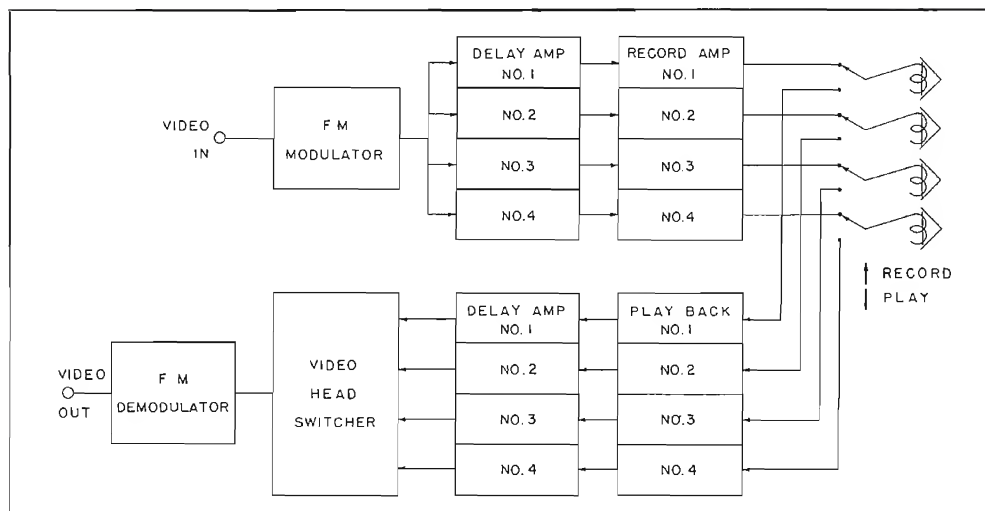 DELAY AMP
NO.1
NO.2
NO.3
NO.4
RECORD AMP
NO.1
NO.2
NO.3
NO.4
VIDEO
IN
FM
MODULATOR
RECORD
PLAY
DELAY AMP
NO.1
NO.2
NO.3
NO.4
PLAY BACK
NO.1
NO.2
NO.3
NO.4
VIDEO
HEAD
SWITCHER
FM
DEMODULATOR
VIDEO
OUT